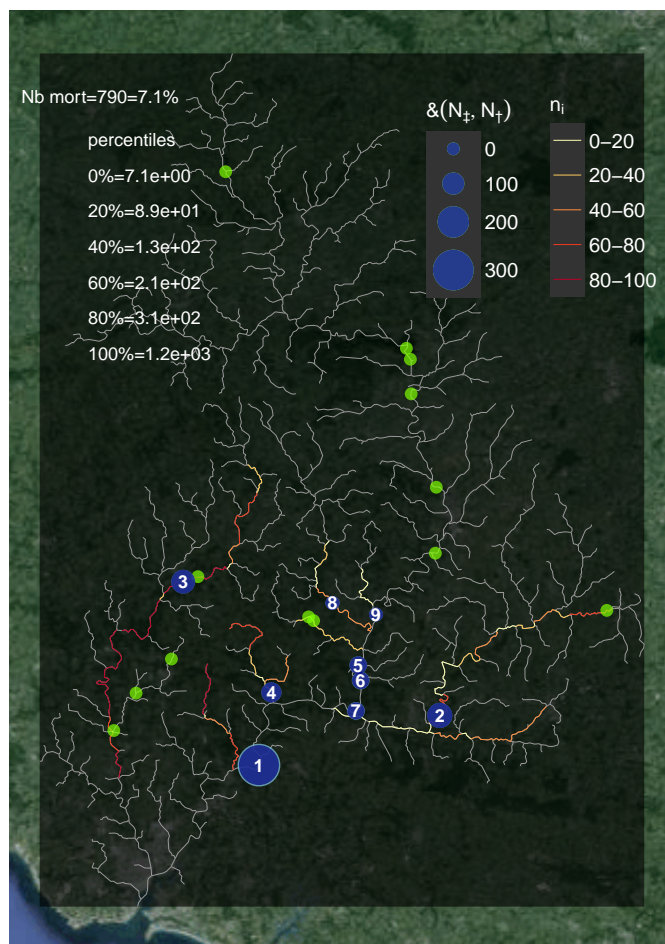 Nb mort=790=7.1%
percentiles
0%=7.1e+00
20%=8.9e+01
40%=1.3e+02
60%=2.1e+02
80%=3.1e+02
100%=1.2e+03
&(N‡, N†)
0
100
200
300
ni
0−20
20−40
40−60
60−80
80−100
3
8
9
5
6
4
7
2
1